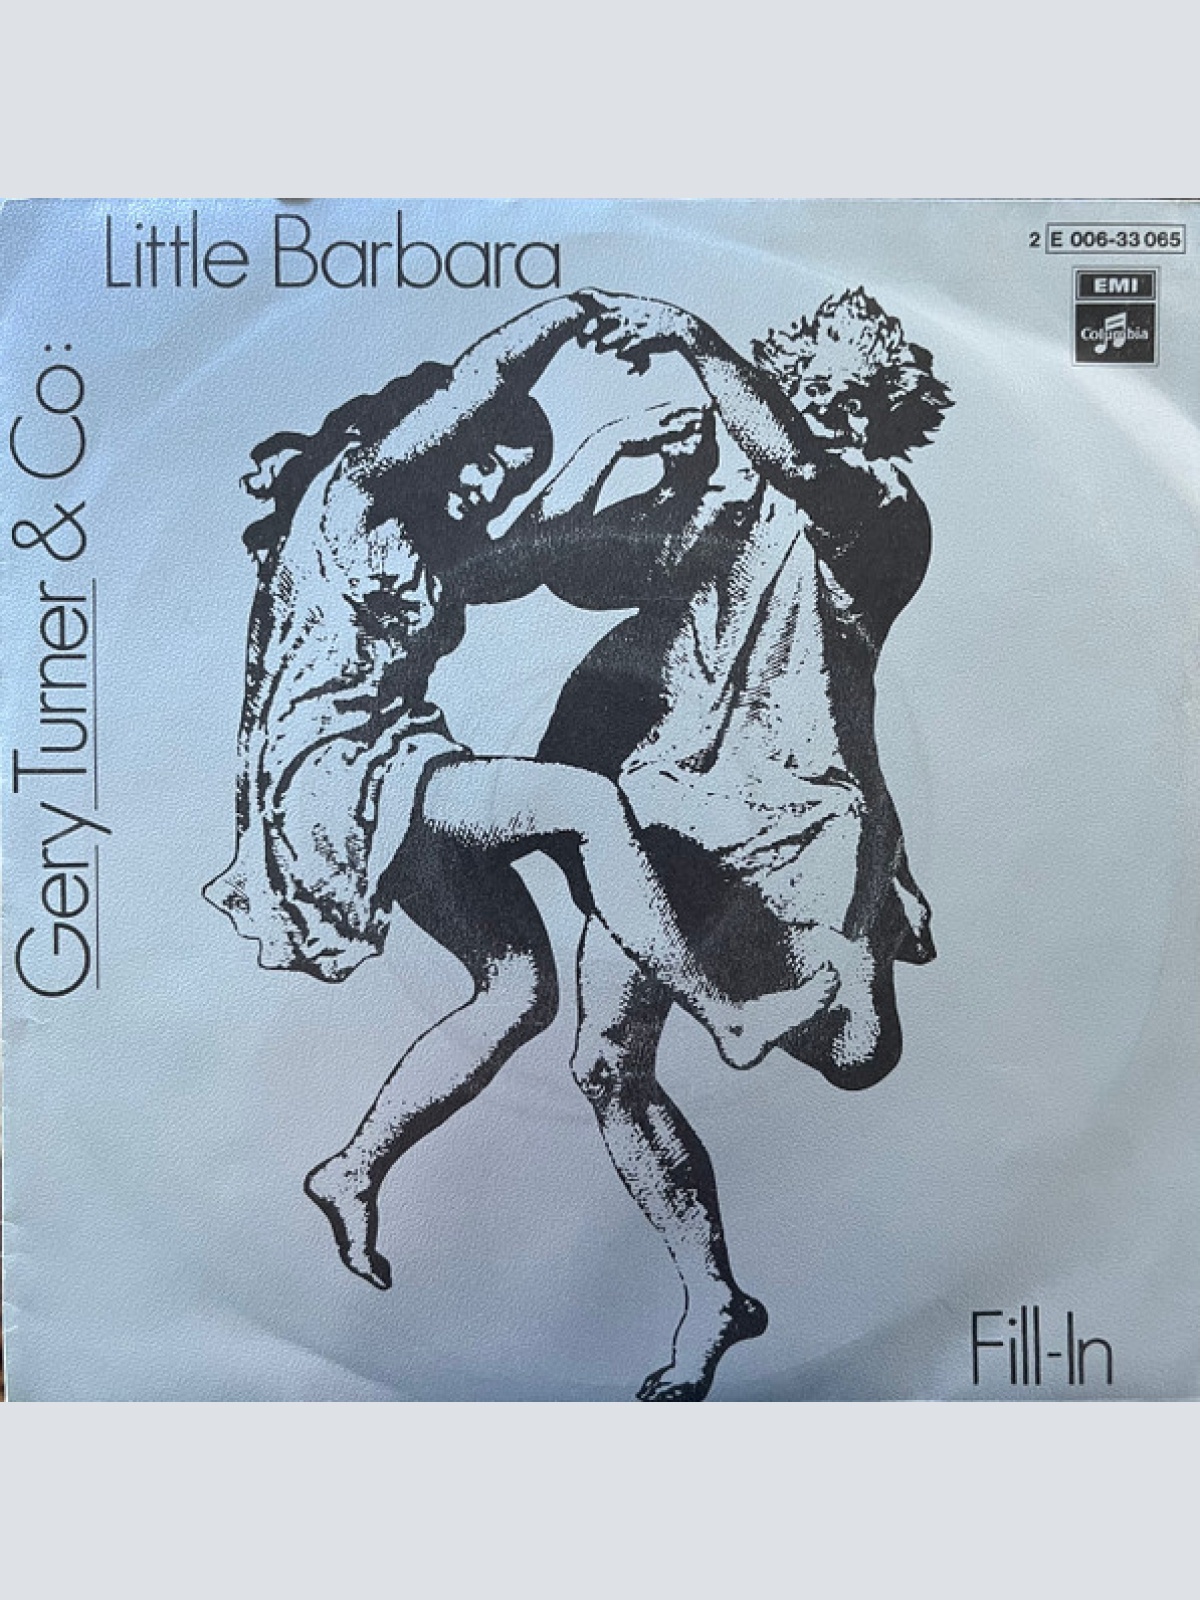 Little Barbara
2 E 006-33 065
EMI
Columbia
Gery Turner & Co:
Fill-In